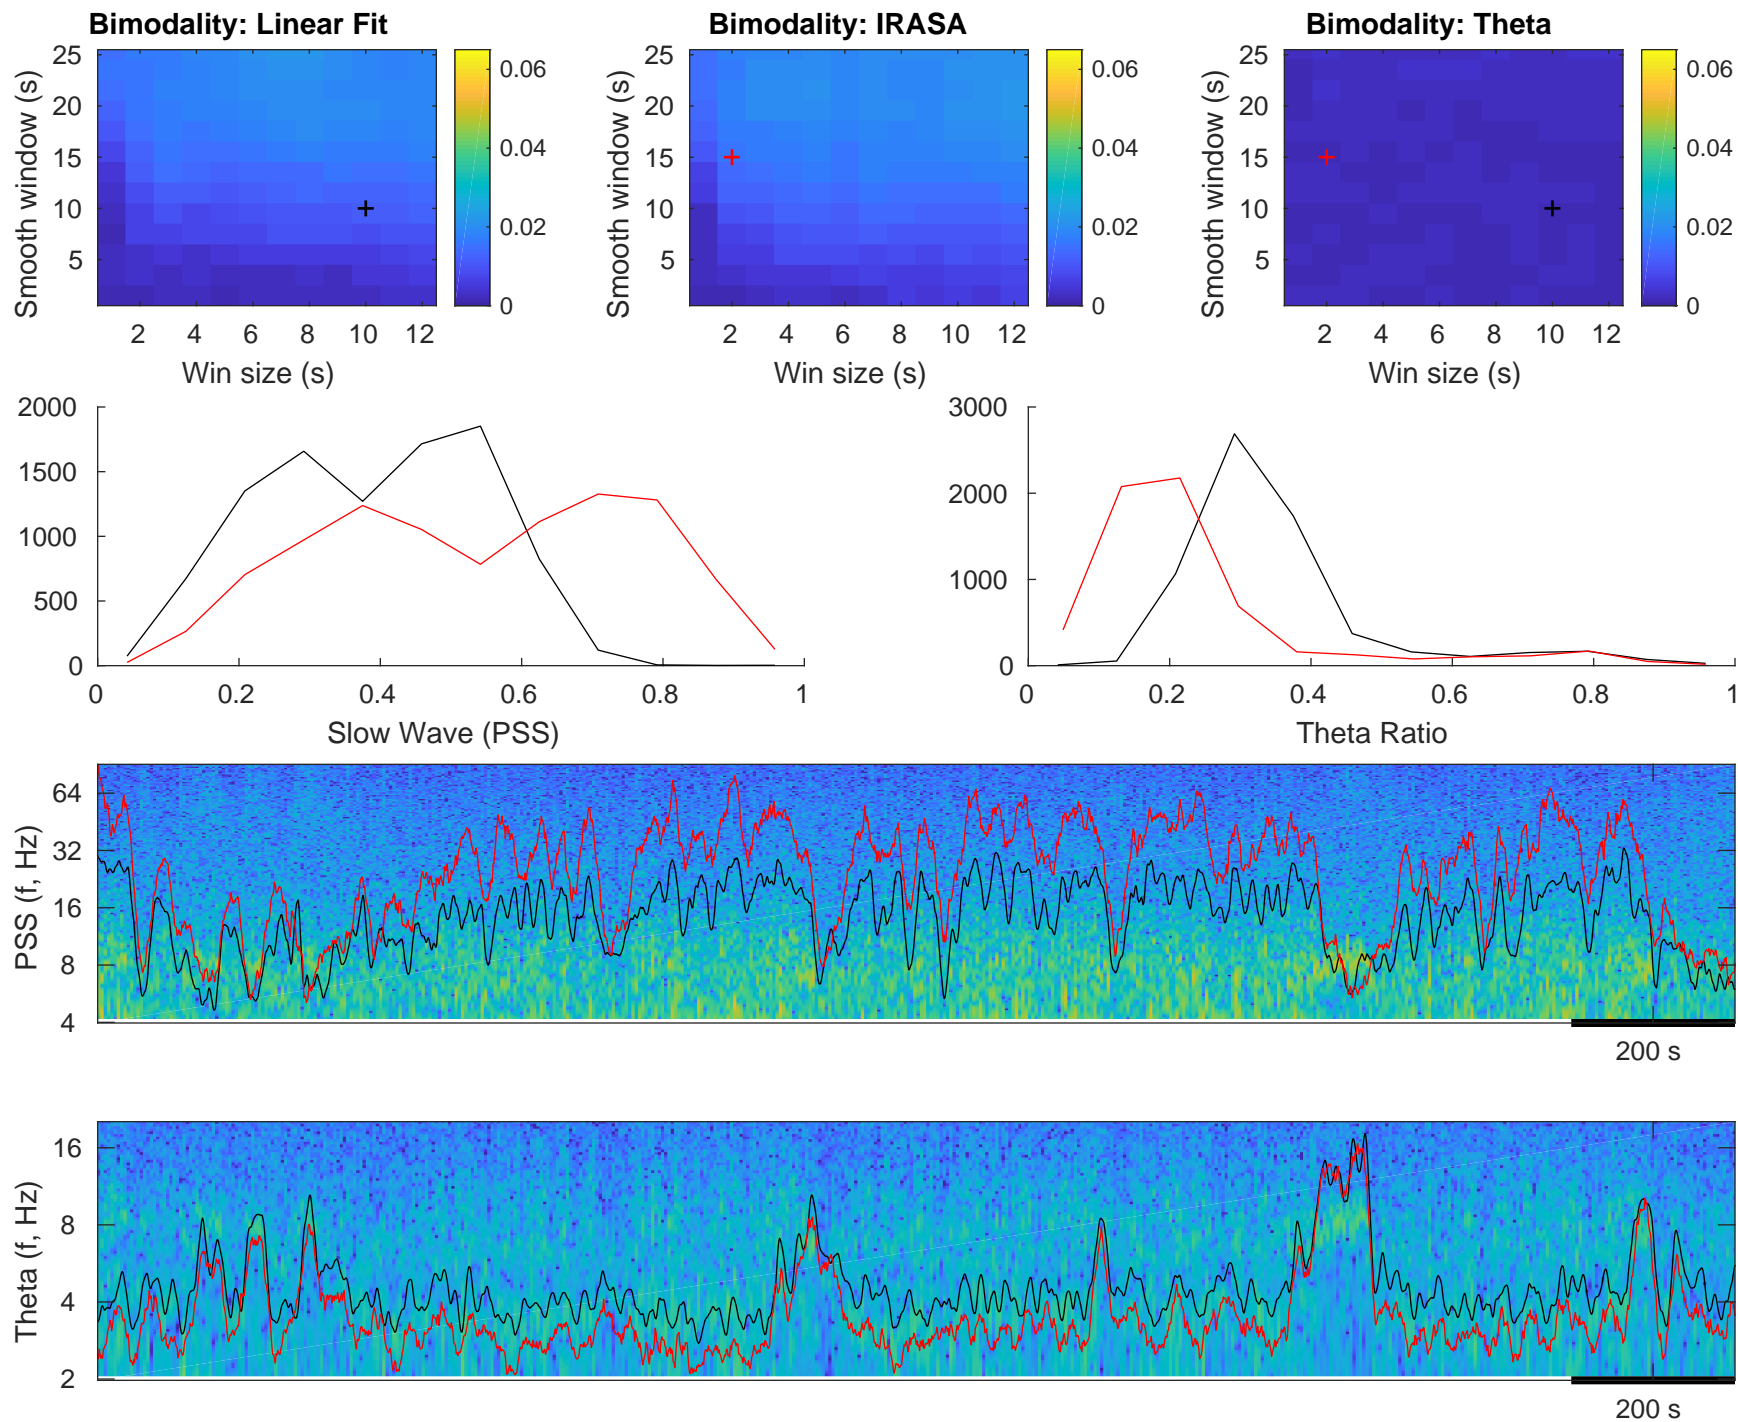 Bimodality: Linear Fit
Bimodality: IRASA
Bimodality: Theta
Smooth window (s)
25
20
15
10
5
2 4 6 8 10 12
Win size (s)
0.06
0.04
0.02
0
Smooth window (s)
25
20
15
10
5
2 4 6 8 10 12
Win size (s)
0.06
0.04
0.02
0
Smooth window (s)
25
20
15
10
5
2 4 6 8 10 12
Win size (s)
0.06
0.04
0.02
0
2000
1500
1000
500
0
0 0.2 0.4 0.6 0.8 1
Slow Wave (PSS)
3000
2000
1000
0
0 0.2 0.4 0.6 0.8 1
Theta Ratio
PSS (f, Hz)
64
32
16
8
4
200 s
Theta (f, Hz)
16
8
4
2
200 s